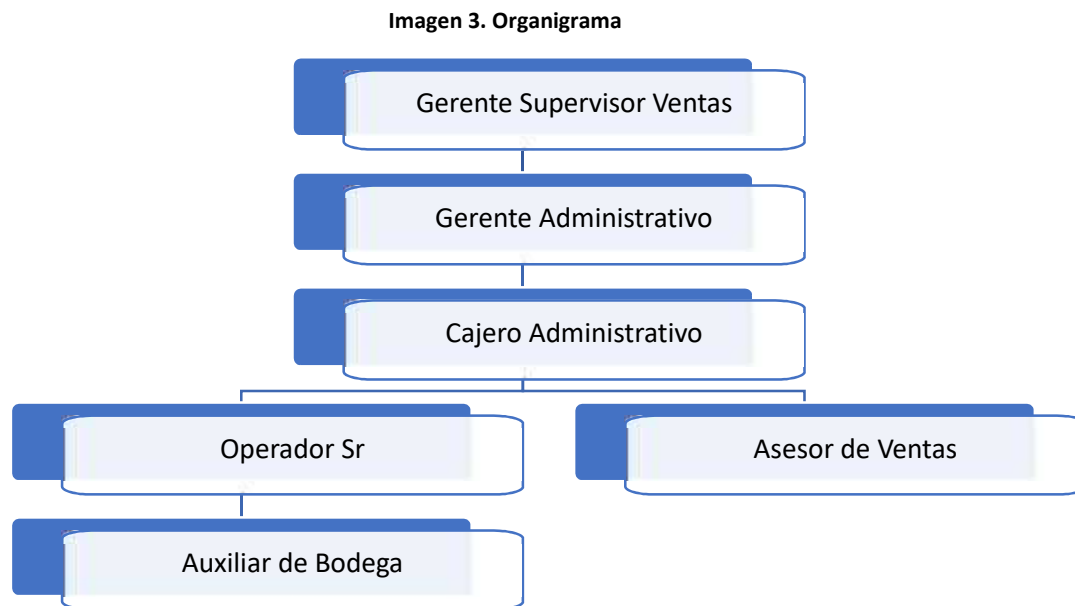 Imagen 3. Organigrama
Gerente Supervisor Ventas
Gerente Administrativo
Cajero Administrativo
Operador Sr
Asesor de Ventas
Auxiliar de Bodega